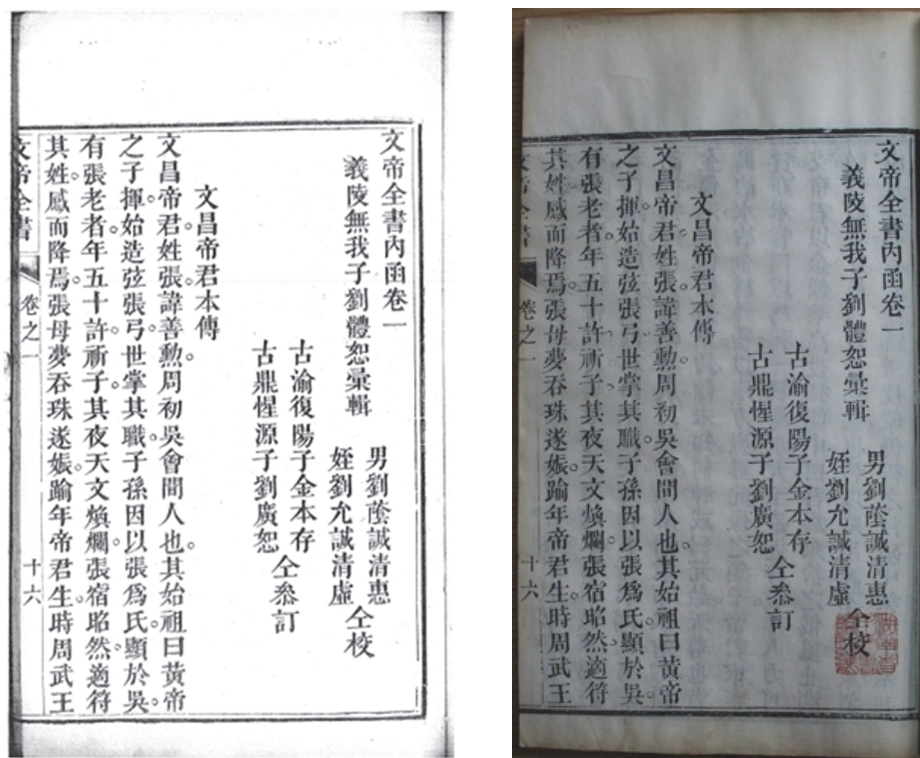 文帝全書內函卷一
義陵無我子劉體恕彙輯
男劉蔭誠清惠
姪劉允誠清虛
仝校
古渝復陽子金本存
古鼎惺源子劉廣恕
仝叅訂
文昌帝君本傳
文昌帝君姓張。諱善勲。周初吳會間人也。其始祖曰黃帝
之子揮。始造弦張弓。世掌其職。子孫因以張爲氏。顯於吳。
有張老者年五十許。祈子。其夜天文煥爛。張宿昭然。適符
其姓。感而降焉。張母夢吞珠遂娠。踰年帝君生。時周武王
文帝全書 卷之一 十六
文帝全書內函卷一
義陵無我子劉體恕彙輯
男劉蔭誠清惠
姪劉允誠清虛
仝校
古渝復陽子金本存
古鼎惺源子劉廣恕
仝叅訂
文昌帝君本傳
文昌帝君姓張。諱善勲。周初吳會間人也。其始祖曰黃帝
之子揮。始造弦張弓。世掌其職。子孫因以張爲氏。顯於吳。
有張老者年五十許。祈子。其夜天文煥爛。張宿昭然。適符
其姓。感而降焉。張母夢吞珠遂娠。踰年帝君生。時周武王
文帝全書 卷之一 十六